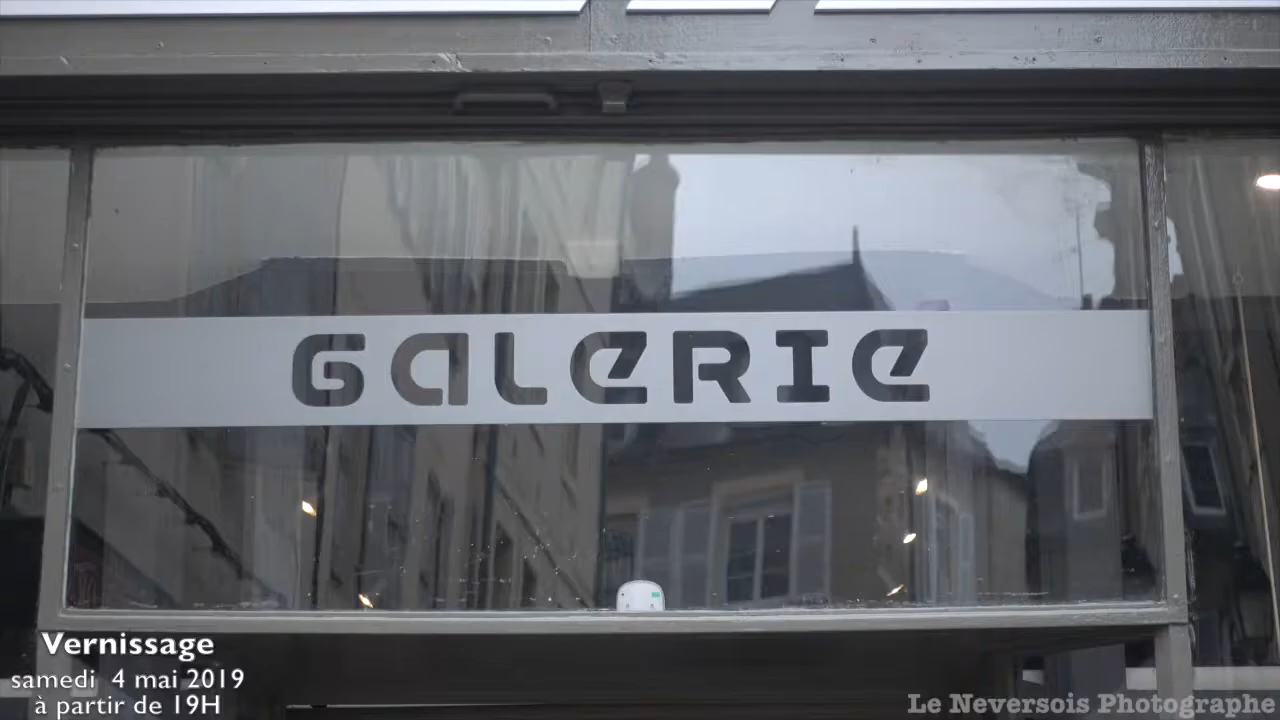 GALERIE
Vernissage
samedi 4 mai 2019
à partir de 19H
Le Neversois Photographe